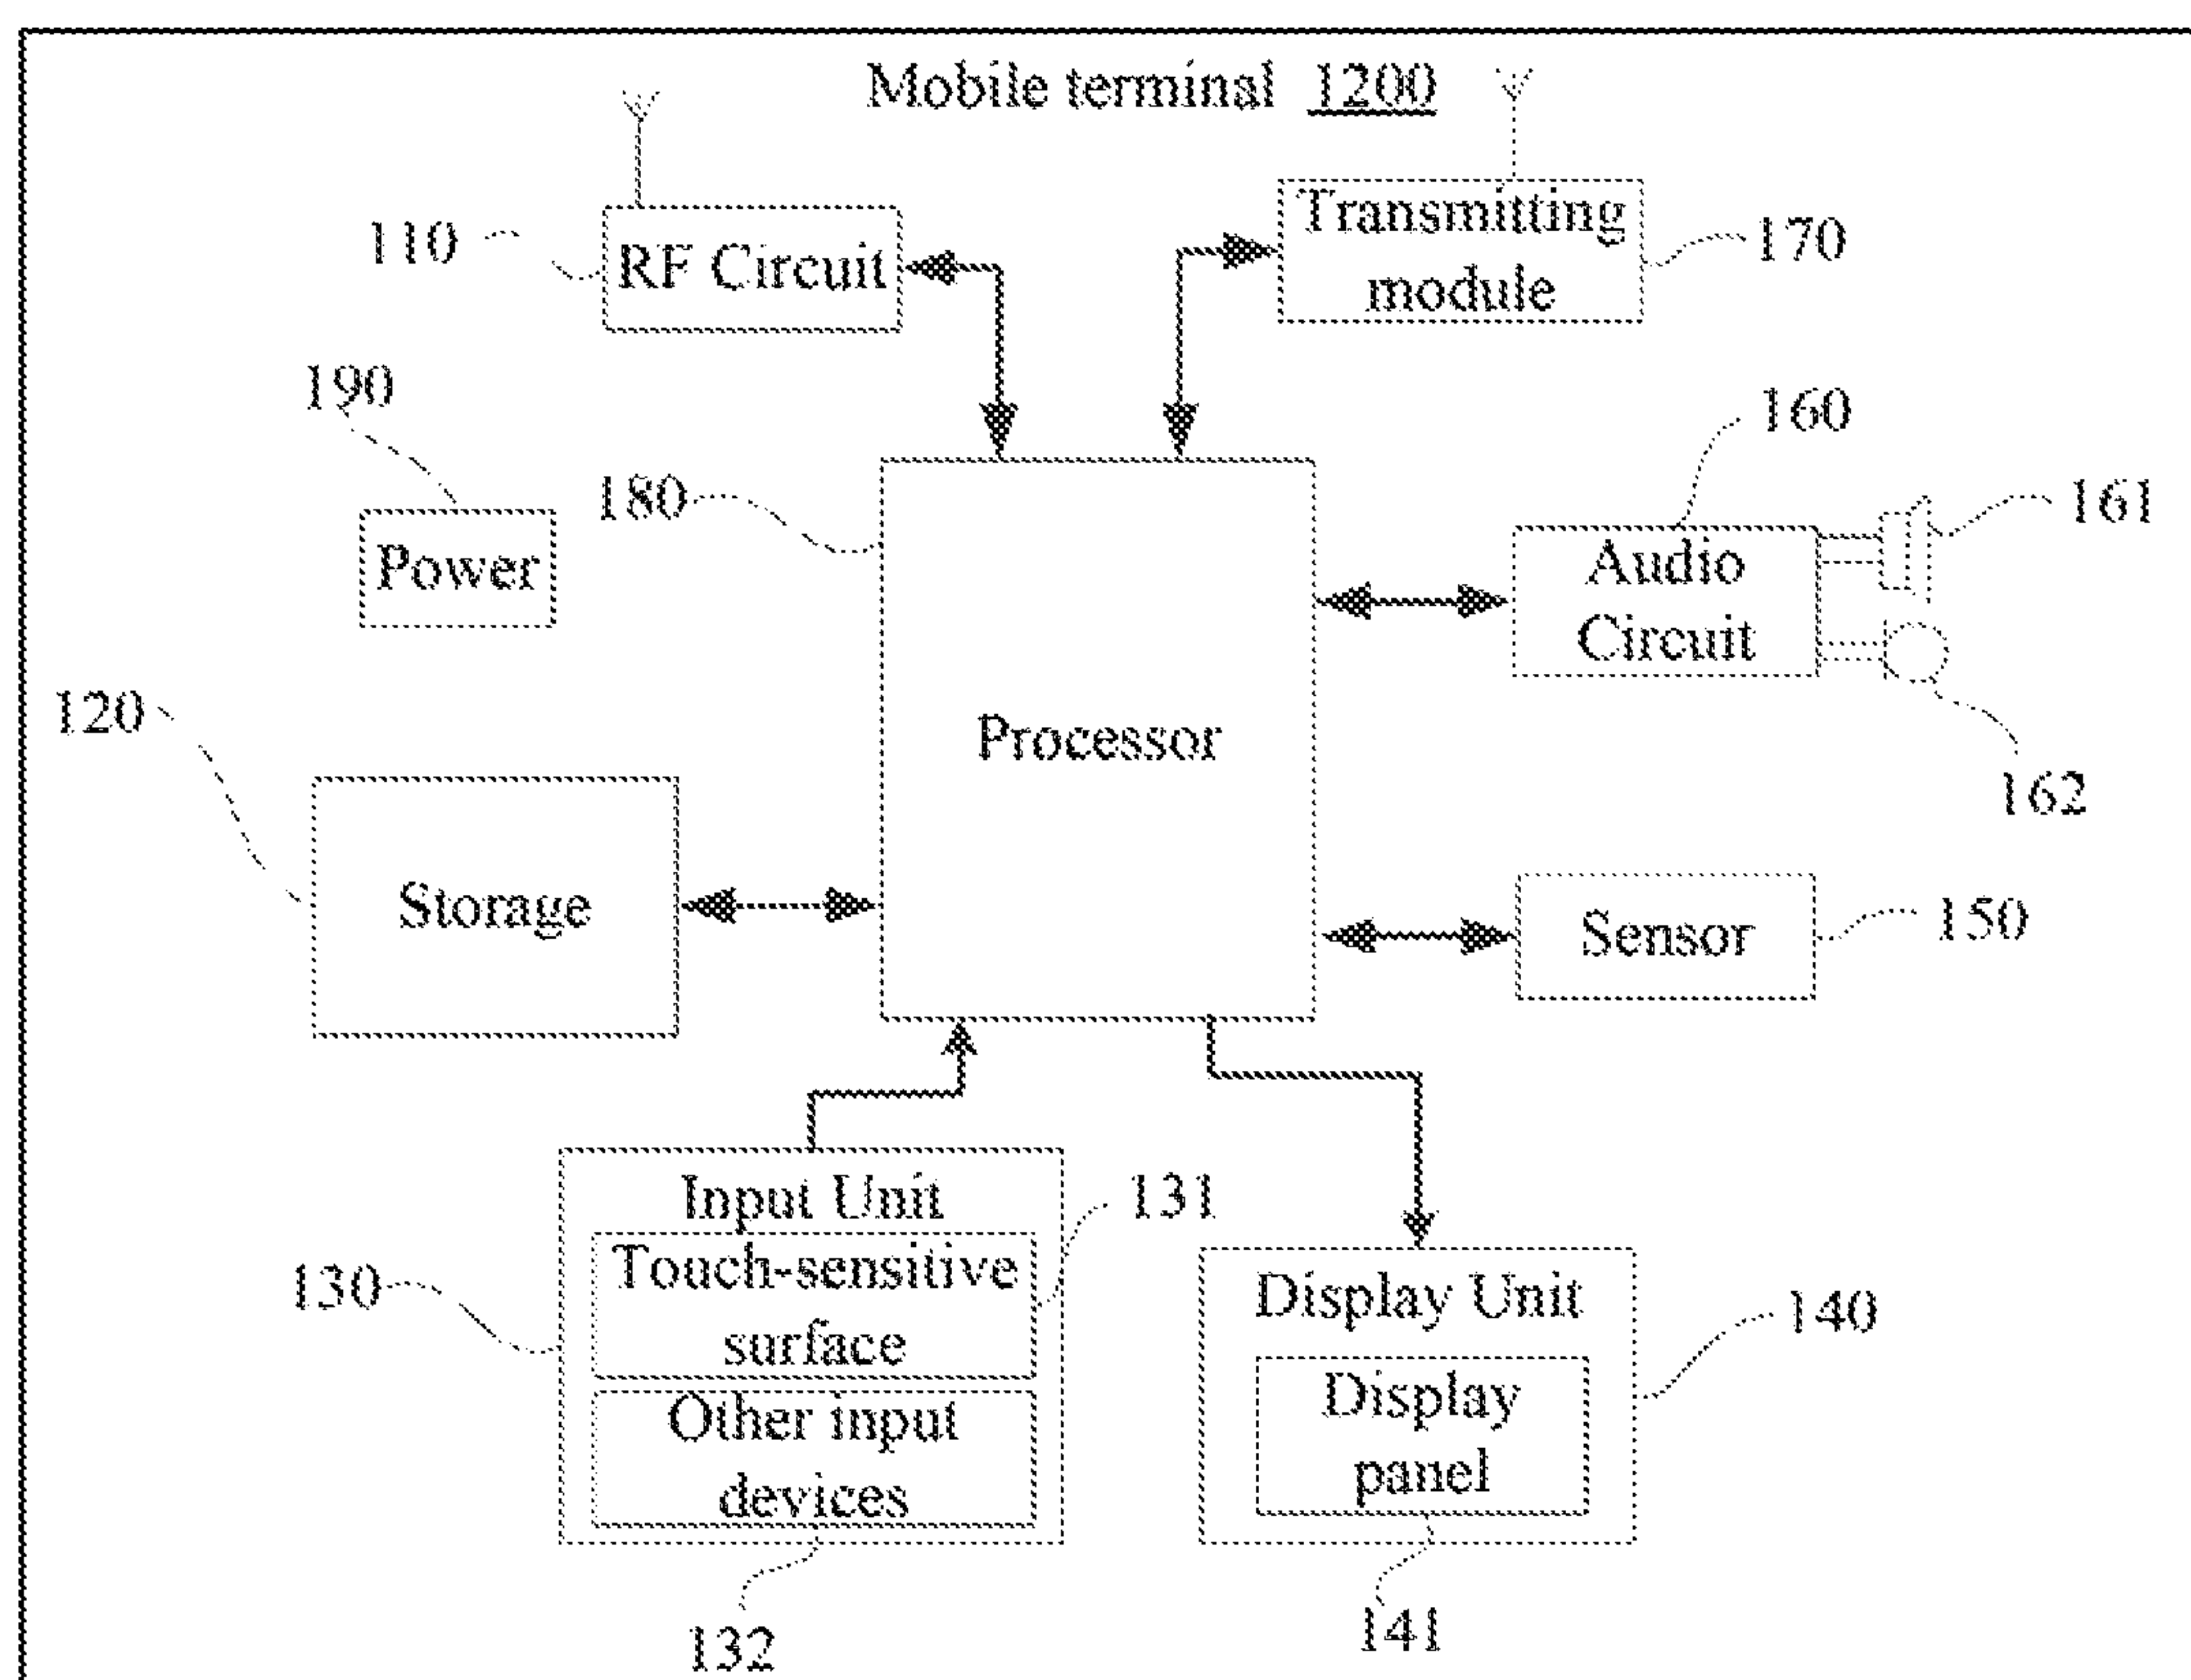 Mobile terminal 1200
110
RF Circuit
Transmitting
module
170
190
Power
180
Processor
160
Audio
Circuit
161
162
120
Storage
Sensor
150
Input Unit
131
Touch-sensitive
surface
130
Other input
devices
132
Display Unit
140
Display
panel
141